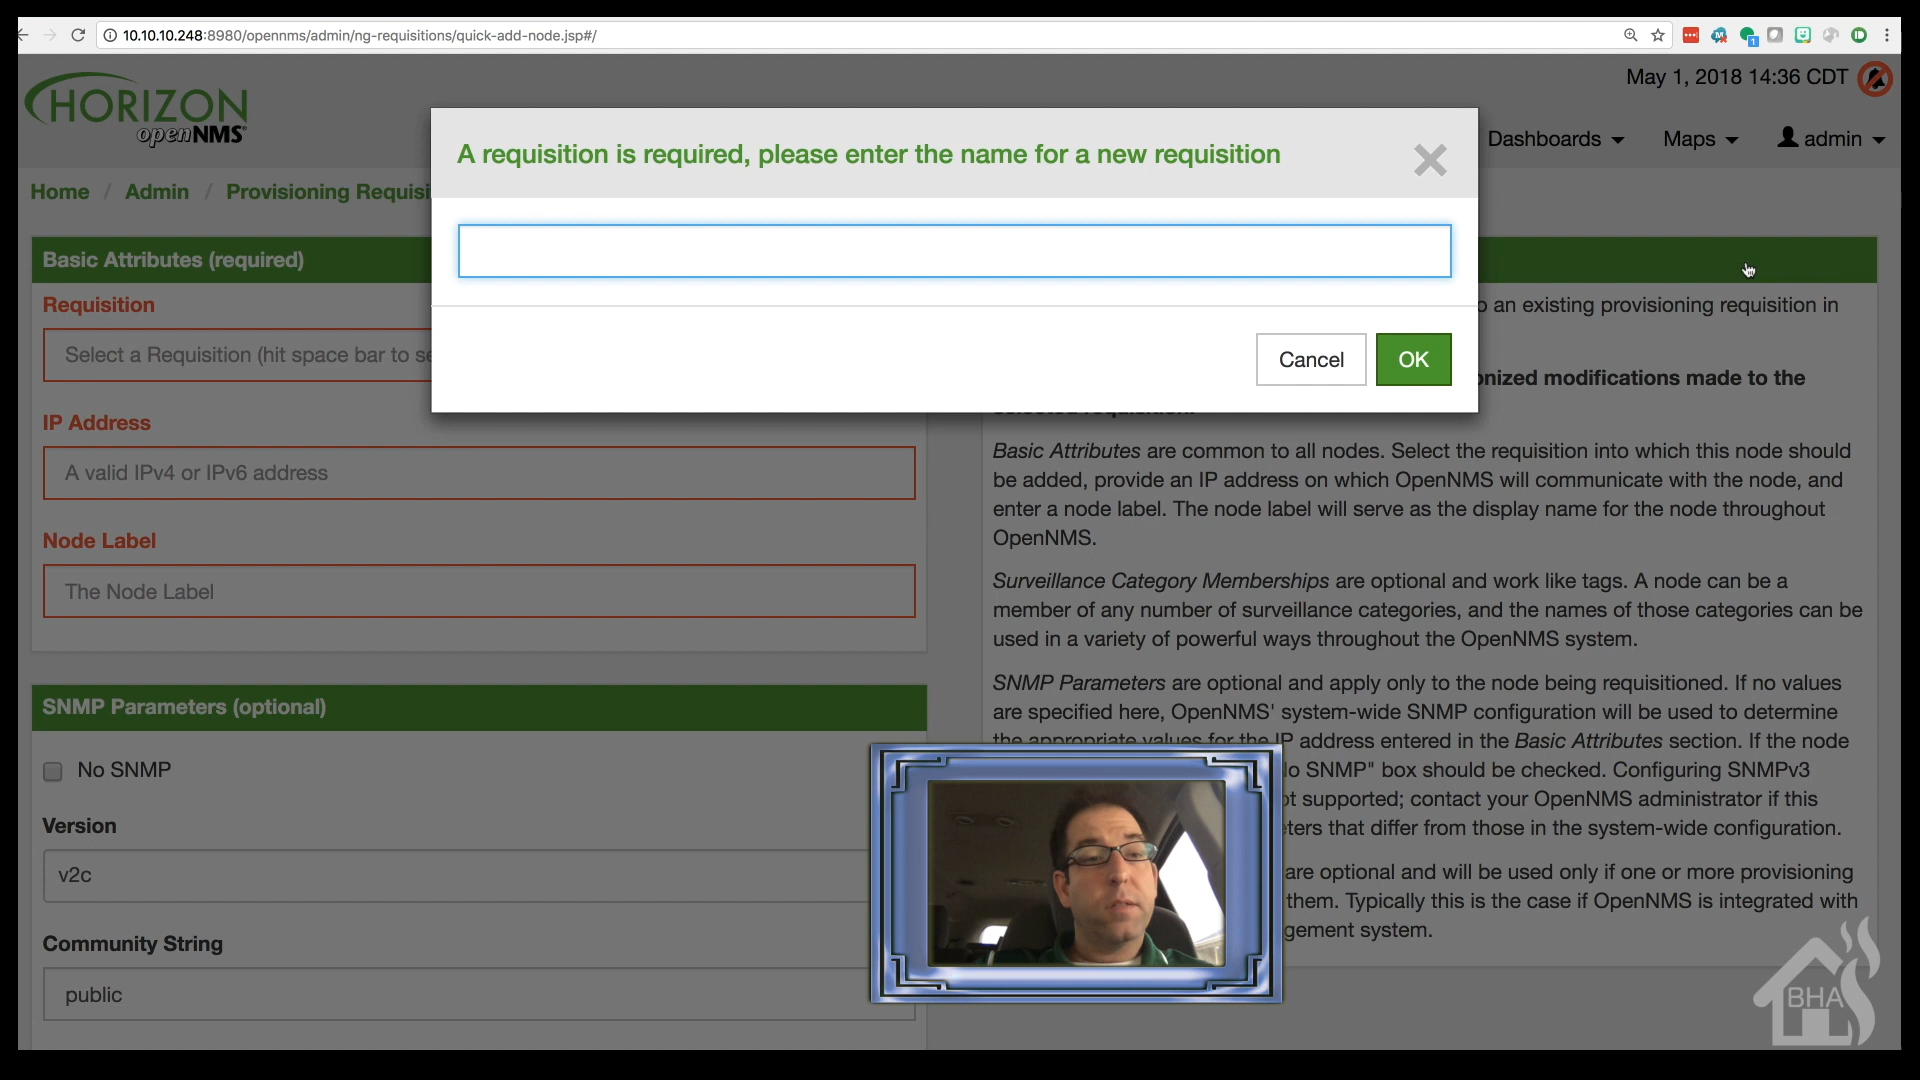 10.10.10.248:8980/opennms/admin/ng-requisitions/quick-add-node.jsp#/
May 1, 2018 14:36 CDT
HORIZON
openNMS
Dashboards
Maps
admin
A requisition is required, please enter the name for a new requisition
Home / Admin / Provisioning Requisi
Cancel
OK
Basic Attributes (required)
Requisition
Select a Requisition (hit space bar to se
IP Address
A valid IPv4 or IPv6 address
Node Label
The Node Label
SNMP Parameters (optional)
No SNMP
Version
v2c
Community String
public
an existing provisioning requisition in
modifications made to the
selected requisition.
Basic Attributes are common to all nodes. Select the requisition into which this node should
be added, provide an IP address on which OpenNMS will communicate with the node, and
enter a node label. The node label will serve as the display name for the node throughout
OpenNMS.
Surveillance Category Memberships are optional and work like tags. A node can be a
member of any number of surveillance categories, and the names of those categories can be
used in a variety of powerful ways throughout the OpenNMS system.
SNMP Parameters are optional and apply only to the node being requisitioned. If no values
are specified here, OpenNMS' system-wide SNMP configuration will be used to determine
the appropriate values for the IP address entered in the Basic Attributes section. If the node
SNMP" box should be checked. Configuring SNMPv3
supported; contact your OpenNMS administrator if this
that differ from those in the system-wide configuration.
are optional and will be used only if one or more provisioning
them. Typically this is the case if OpenNMS is integrated with
gement system.
BHA